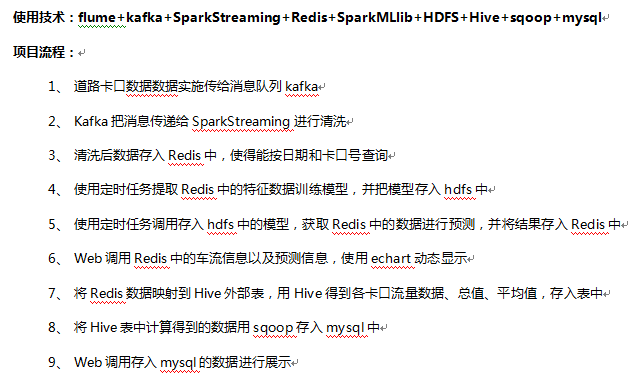 使用技术：flume+kafka+SparkStreaming+Redis+SparkMLlib+HDFS+Hive+sqoop+mysql
项目流程：
1、 道路卡口数据数据实施传给消息队列 kafka
2、 Kafka 把消息传递给 SparkStreaming 进行清洗
3、 清洗后数据存入 Redis 中，使得能按日期和卡口号查询
4、 使用定时任务提取 Redis 中的特征数据训练模型，并把模型存入 hdfs 中
5、 使用定时任务调用存入 hdfs 中的模型，获取 Redis 中的数据进行预测，并将结果存入 Redis 中
6、 Web 调用 Redis 中的车流信息以及预测信息，使用 echart 动态显示
7、 将 Redis 数据映射到 Hive 外部表，用 Hive 得到各卡口流量数据、总值、平均值，存入表中
8、 将 Hive 表中计算得到的数据用 sqoop 存入 mysql 中
9、 Web 调用存入 mysql 的数据进行展示